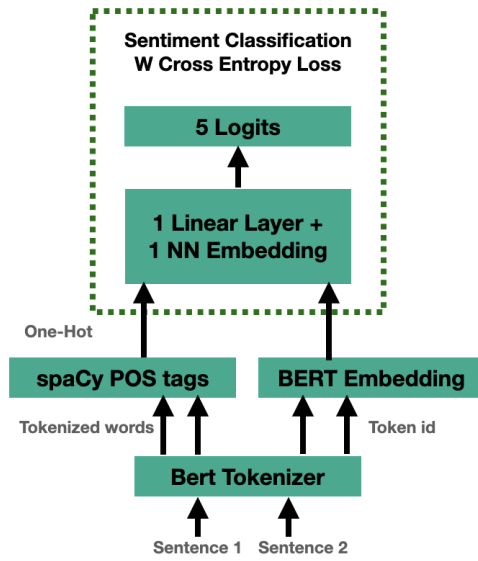 Sentiment Classification
W Cross Entropy Loss
5 Logits
1 Linear Layer +
1 NN Embedding
One-Hot
spaCy POS tags
BERT Embedding
Tokenized words
Token id
Bert Tokenizer
Sentence 1
Sentence 2